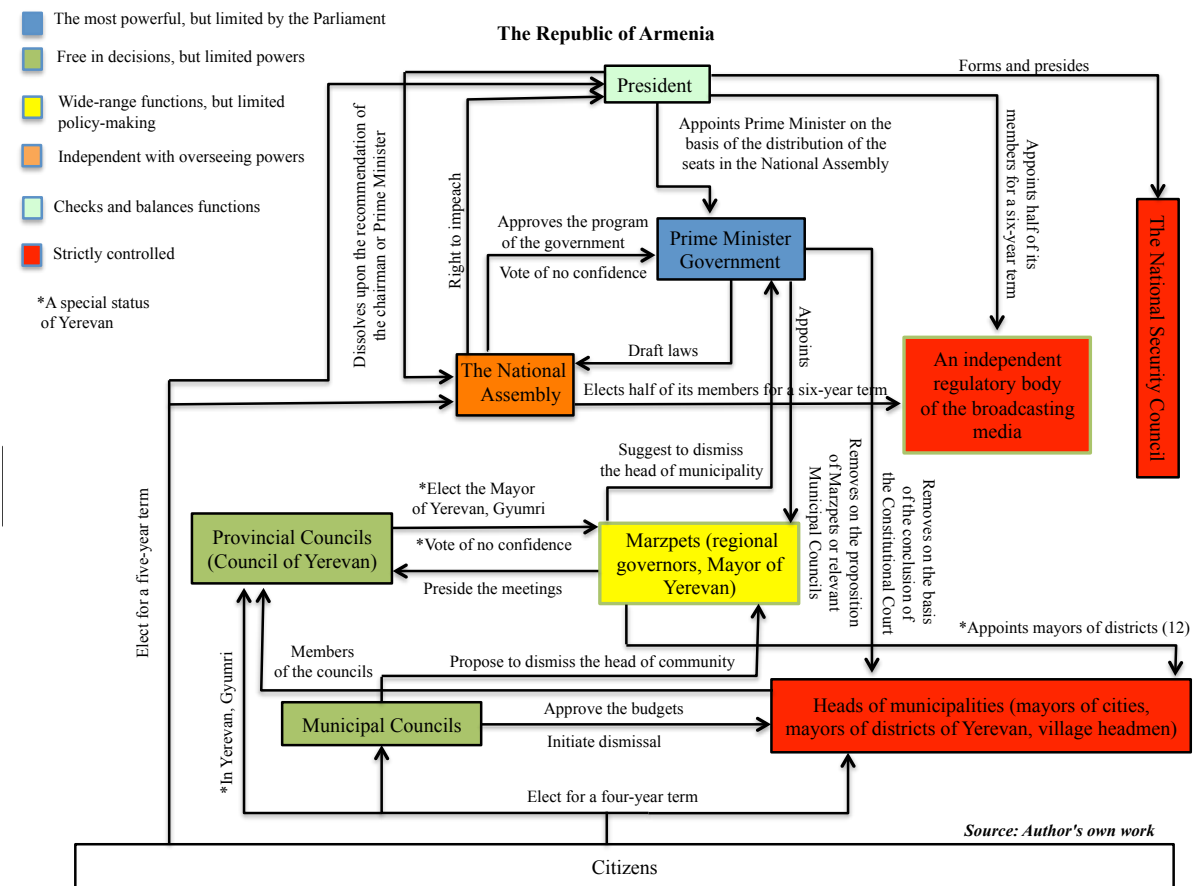 The Republic of Armenia
The most powerful, but limited by the Parliament
Free in decisions, but limited powers
Wide-range functions, but limited
policy-making
Independent with overseeing powers
Checks and balances functions
Strictly controlled
*A special status
of Yerevan
President
Forms and presides
Appoints Prime Minister on the
basis of the distribution of the
seats in the National Assembly
Appoints half of its
members for a six-year term
The National Security Council
Dissolves upon the recommendation of
the chairman or Prime Minister
Right to impeach
Approves the program
of the government
Vote of no confidence
Prime Minister
Government
Appoints
Draft laws
The National
Assembly
Elects half of its members for a six-year term
An independent
regulatory body
of the broadcasting
media
Suggest to dismiss
the head of municipality
Removes on the proposition
of Marzpets or relevant
Municipal Councils
Removes on the basis
of the conclusion of
the Constitutional Court
Elect for a five-year term
Provincial Councils
(Council of Yerevan)
*Elect the Mayor
of Yerevan, Gyumri
*Vote of no confidence
Preside the meetings
Marzpets (regional
governors, Mayor of
Yerevan)
*Appoints mayors of districts (12)
*In Yerevan, Gyumri
Members
of the councils
Propose to dismiss the head of community
Municipal Councils
Approve the budgets
Initiate dismissal
Heads of municipalities (mayors of cities,
mayors of districts of Yerevan, village headmen)
Elect for a four-year term
Source: Author's own work
Citizens